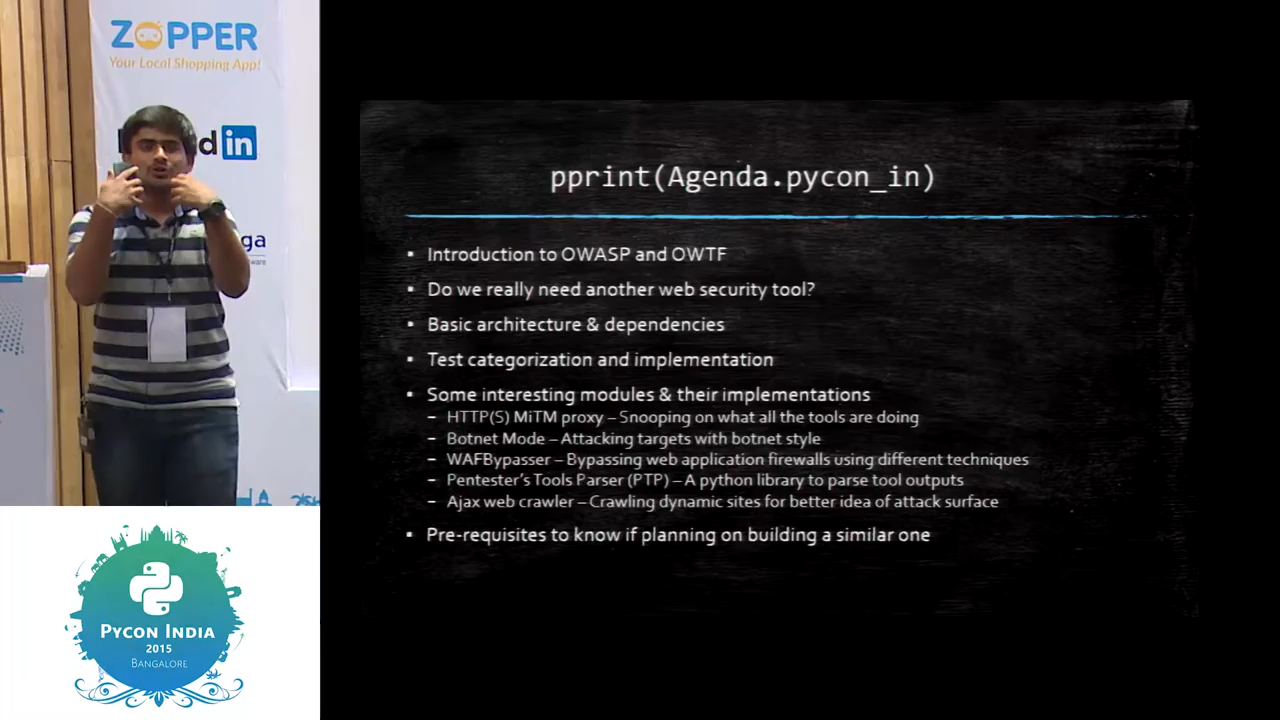 ZOPPER
Your Local Shopping App!
d in
ga
pprint(Agenda.pycon_in)
▪ Introduction to OWASP and OWTF
▪ Do we really need another web security tool?
▪ Basic architecture & dependencies
▪ Test categorization and implementation
▪ Some interesting modules & their implementations
– HTTP(S) MiTM proxy – Snooping on what all the tools are doing
– Botnet Mode – Attacking targets with botnet style
– WAFBypasser – Bypassing web application firewalls using different techniques
– Pentester's Tools Parser (PTP) – A python library to parse tool outputs
– Ajax web crawler – Crawling dynamic sites for better idea of attack surface
▪ Pre-requisites to know if planning on building a similar one
PYCON INDIA
2015
BANGALORE